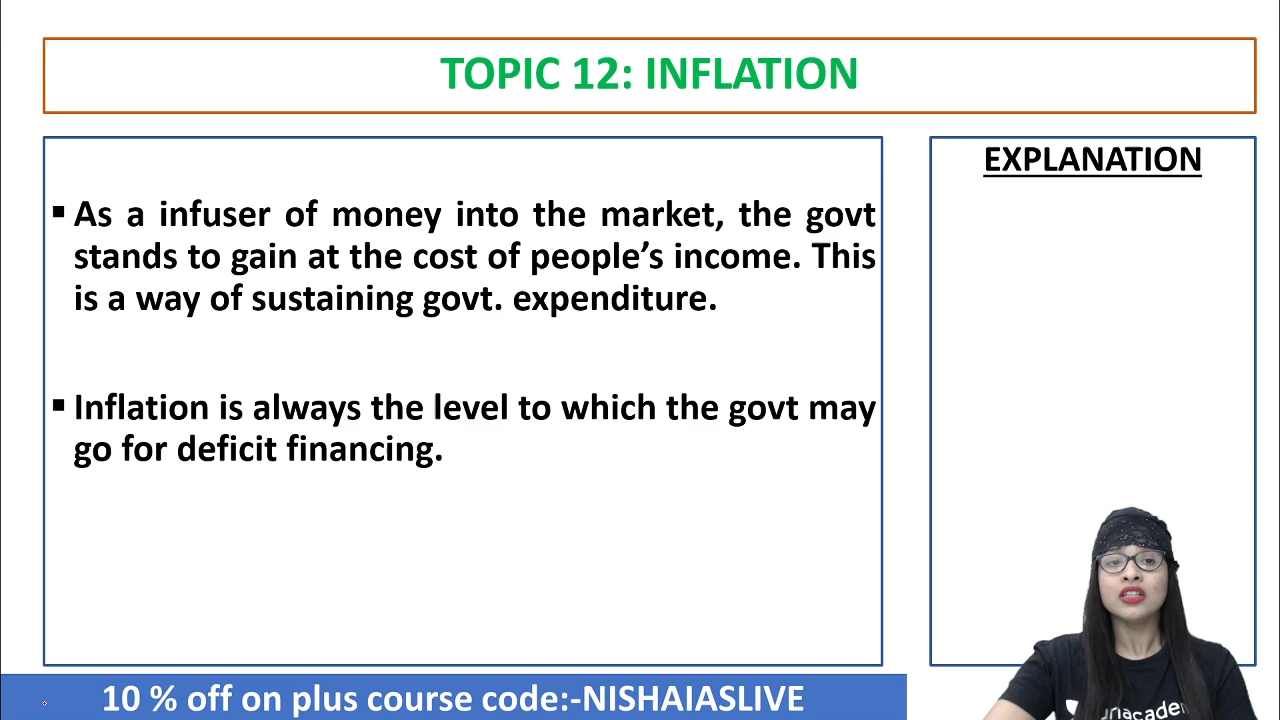 TOPIC 12: INFLATION
▪ As a infuser of money into the market, the govt
stands to gain at the cost of people’s income. This
is a way of sustaining govt. expenditure.
▪ Inflation is always the level to which the govt may
go for deficit financing.
EXPLANATION
10 % off on plus course code:-NISHAIASLIVE